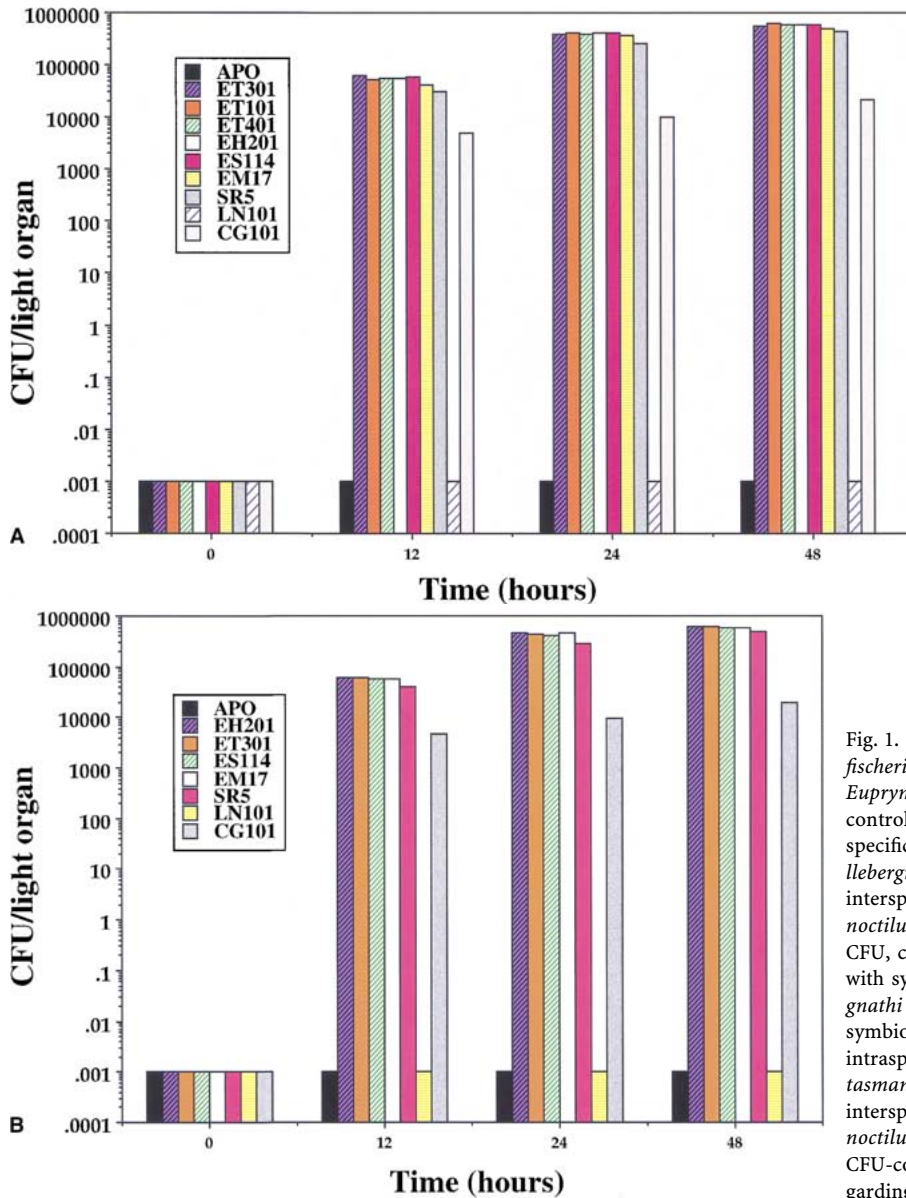 1000000
100000
10000
1000
100
10
1
.1
.01
.001
.0001
CFU/light organ
APO
ET301
ET101
ET401
EH201
ES114
EM17
SR5
LN101
CG101
A
0 12 24 48
Time (hours)
1000000
100000
10000
1000
100
10
1
.1
.01
.001
.0001
CFU/light organ
APO
EH201
ET301
ES114
EM17
SR5
LN101
CG101
B
0 12 24 48
Time (hours)
Fig. 1.
fischeri
Eupryn
control
specific
llebergi
interspe
noctilu
CFU, c
with sy
gnathi
symbio
intrasp
tasman
interspe
noctilu
CFU-co
garding